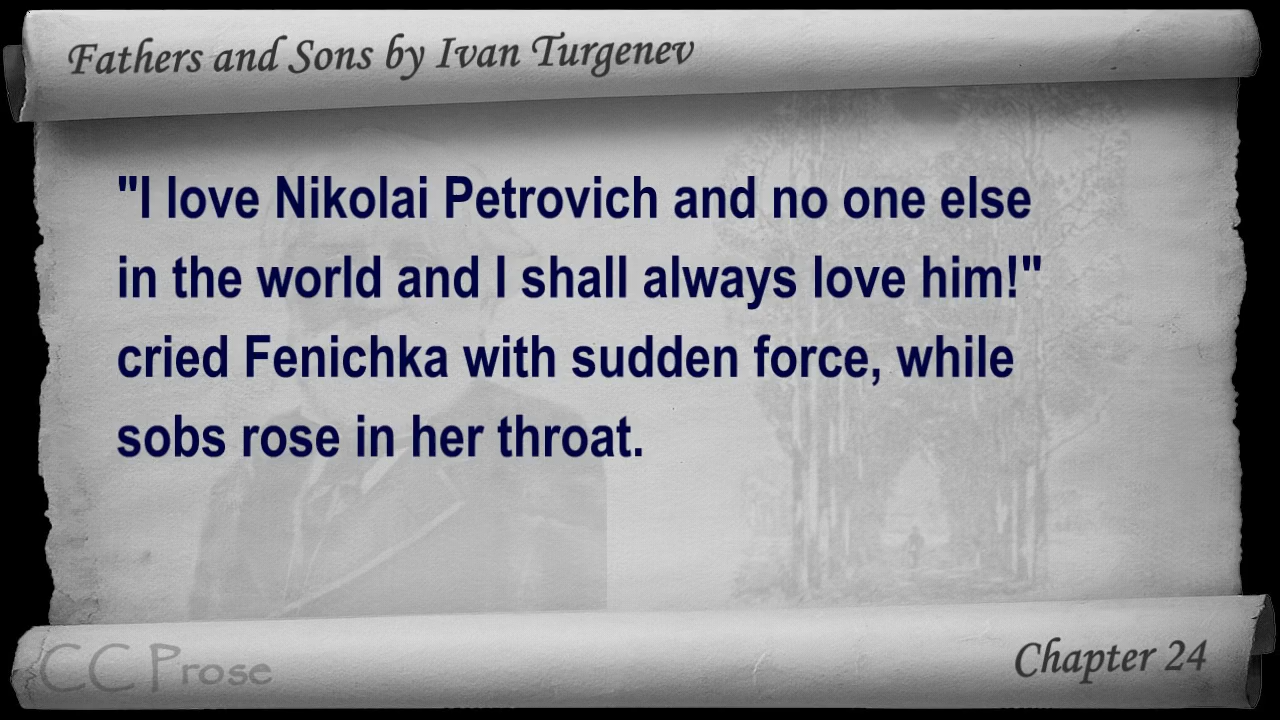 Fathers and Sons by Ivan Turgenev
"I love Nikolai Petrovich and no one else
in the world and I shall always love him!"
cried Fenichka with sudden force, while
sobs rose in her throat.
CC Prose
Chapter 24